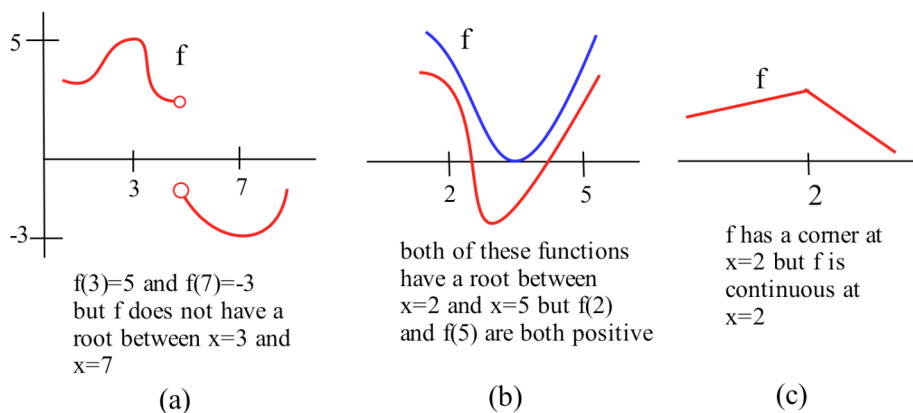 5
f
3
7
-3
f(3)=5 and f(7)=-3
but f does not have a
root between x=3 and
x=7
(a)
f
2
5
both of these functions
have a root between
x=2 and x=5 but f(2)
and f(5) are both positive
(b)
f
2
f has a corner at
x=2 but f is
continuous at
x=2
(c)